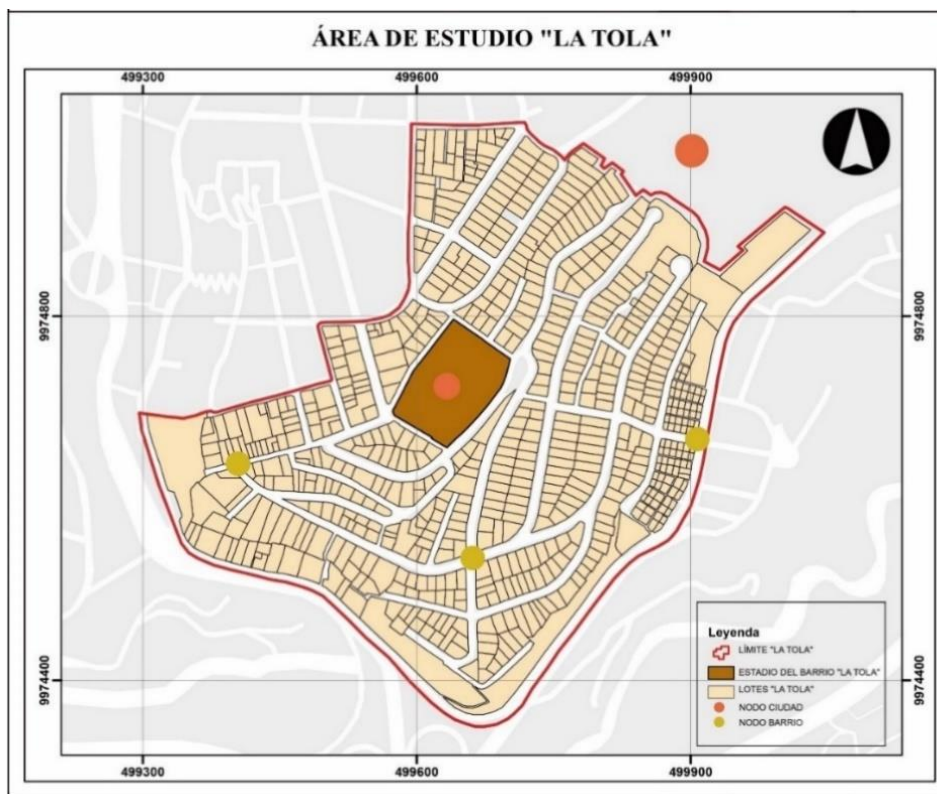 ÁREA DE ESTUDIO "LA TOLA"
499300 499600 499900
9974800 9974800
9974400 9974400
Leyenda
LÍMITE "LA TOLA"
ESTADIO DEL BARRIO "LA TOLA"
LOTES "LA TOLA"
NODO CIUDAD
NODO BARRIO
499300 499600 499900